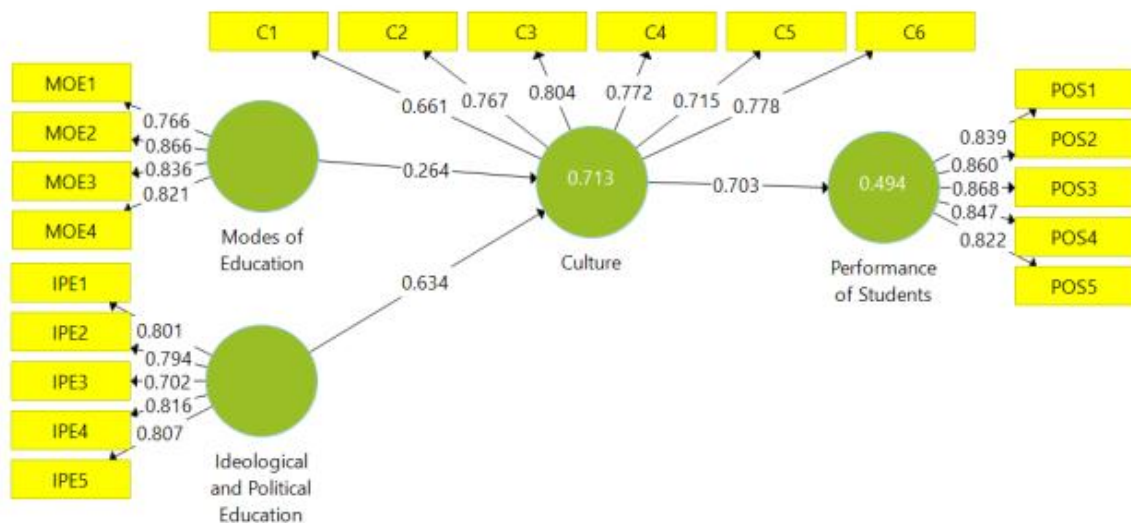 C1 C2 C3 C4 C5 C6
0.661 0.767 0.804 0.772 0.715 0.778
MOE1
MOE2
MOE3
MOE4
0.766
0.866
0.836
0.821
Modes of
Education
0.264
IPE1
IPE2
IPE3
IPE4
IPE5
0.801
0.794
0.702
0.816
0.807
Ideological
and Political
Education
0.634
0.713
Culture
0.703
0.494
Performance
of Students
0.839
0.860
0.868
0.847
0.822
POS1
POS2
POS3
POS4
POS5